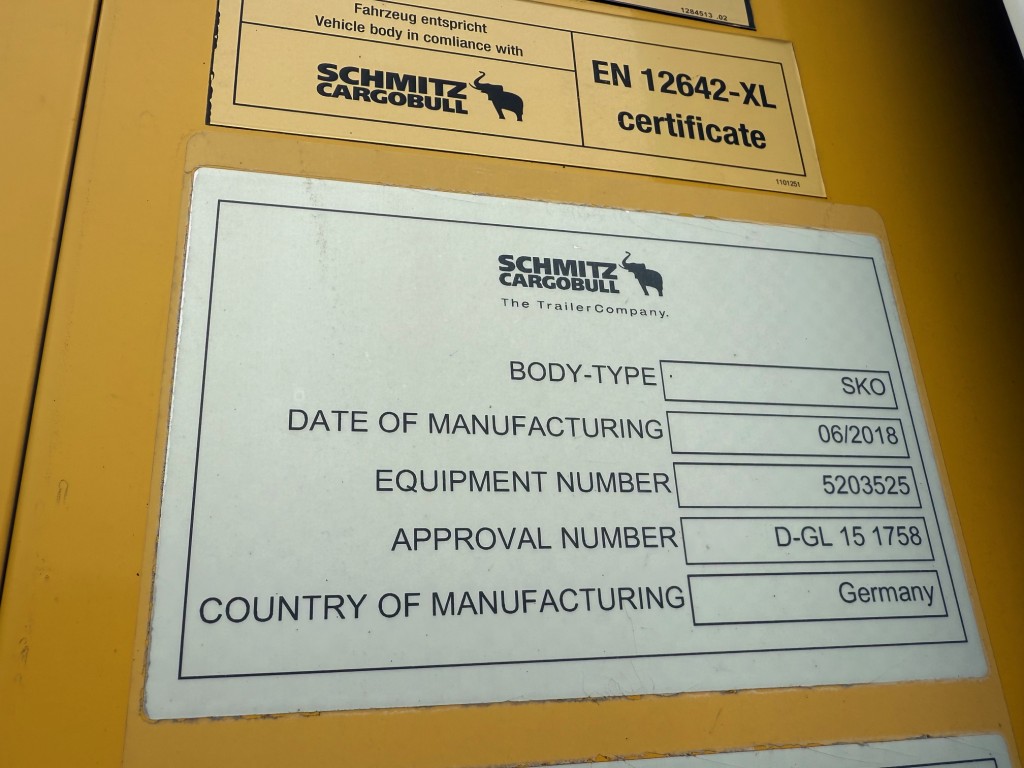 1284513 .02
Fahrzeug entspricht
Vehicle body in comliance with
SCHMITZ
CARGOBULL
EN 12642-XL
certificate
1101251
SCHMITZ
CARGOBULL
The TrailerCompany.
BODY-TYPE SKO
DATE OF MANUFACTURING 06/2018
EQUIPMENT NUMBER 5203525
APPROVAL NUMBER D-GL 15 1758
COUNTRY OF MANUFACTURING Germany